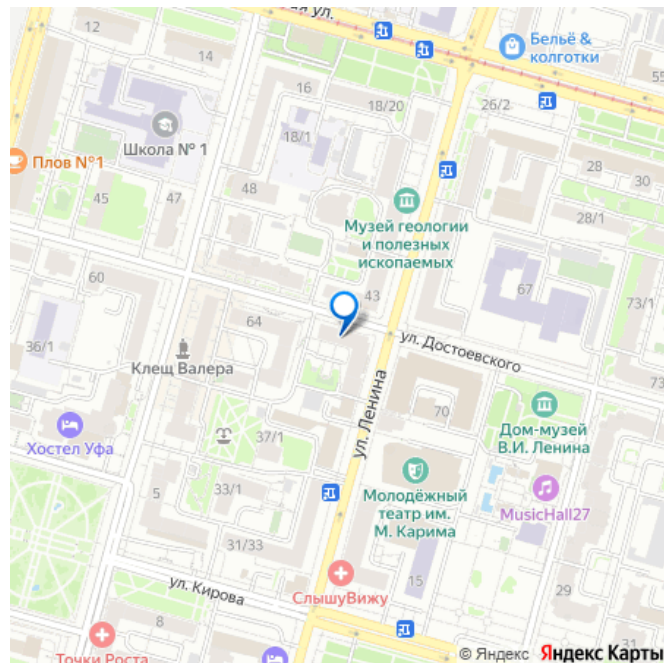 ая ул.
Бельё &
колготки
12
14
55
16
18/20
26/2
18/1
Школа № 1
28
30
Плов №1
48
45
47
28/1
Музей геологии
и полезных
ископаемых
60
67
43
73/1
64
36/1
ул. Достоевского
Клещ Валера
73
70
Дом-музей
В.И. Ленина
ул. Ленина
Хостел Уфа
37/1
Молодёжный
театр им.
М. Карима
MusicHall27
5
33/1
31/33
ул. Кирова
СлышуВижу
15
29
8
Точки Роста
31
© Яндекс Яндекс Карты